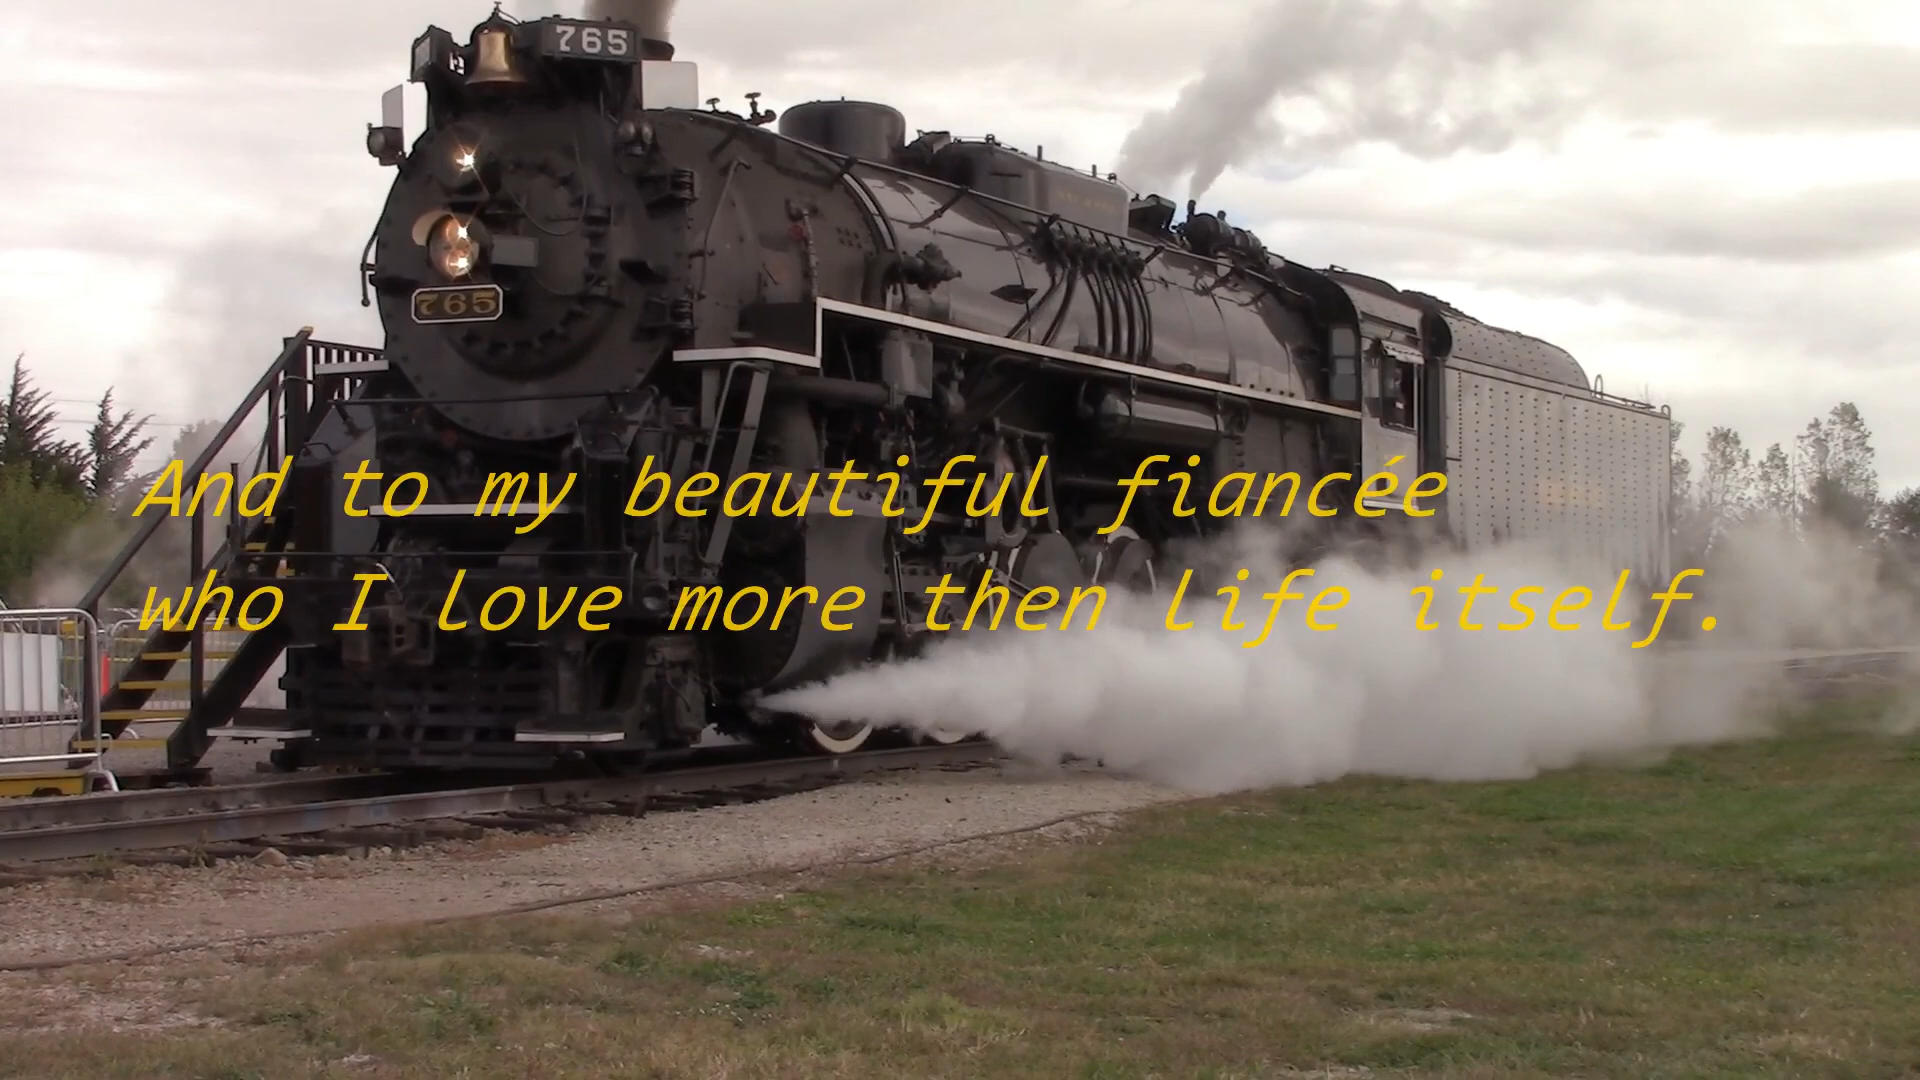 765
765
And to my beautiful fiancée
who I love more then life itself.